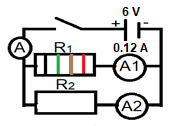 6 V
+ -
0.12 A
A R₁ A1
R₂ A2